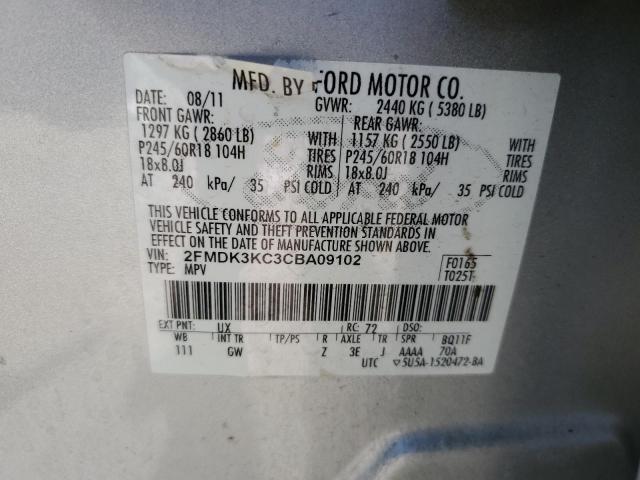 MFD. BY FORD MOTOR CO.
DATE: 08/11 GVWR: 2440 KG ( 5380 LB)
FRONT GAWR: REAR GAWR:
1297 KG ( 2860 LB) WITH 1157 KG ( 2550 LB) WITH
P245/60R18 104H TIRES P245/60R18 104H TIRES
18x8.0J RIMS 18x8.0J RIMS
AT 240 kPa/ 35 PSI COLD AT 240 kPa/ 35 PSI COLD
THIS VEHICLE CONFORMS TO ALL APPLICABLE FEDERAL MOTOR
VEHICLE SAFETY AND THEFT PREVENTION STANDARDS IN
EFFECT ON THE DATE OF MANUFACTURE SHOWN ABOVE.
VIN: 2FMDK3KC3CBA09102 F0165
TYPE: MPV T025T
EXT PNT: UX RC: 72 DSO:
WB INT TR TP/PS R AXLE TR SPR BQ11F
111 GW Z 3E J AAAA 70A
UTC ▽5U5A-1520472-BA